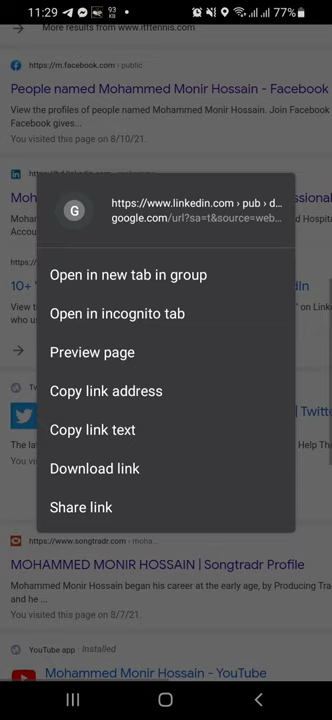 11:29
93
KB
77%
More results from www.itftennis.com
https://m.facebook.com › public
People named Mohammed Monir Hossain - Facebook
View the profiles of people named Mohammed Monir Hossain. Join Facebook
Facebook gives...
You visited this page on 8/10/21.
G
https://www.linkedin.com › pub › d...
google.com/url?sa=t&source=web...
Open in new tab in group
Open in incognito tab
Preview page
Copy link address
Copy link text
Download link
Share link
https://www.songtradr.com › moha...
MOHAMMED MONIR HOSSAIN | Songtradr Profile
Mohammed Monir Hossain began his career at the early age, by Producing Tra
and he ...
You visited this page on 8/7/21.
YouTube app · Installed
Mohammed Monir Hossain - YouTube